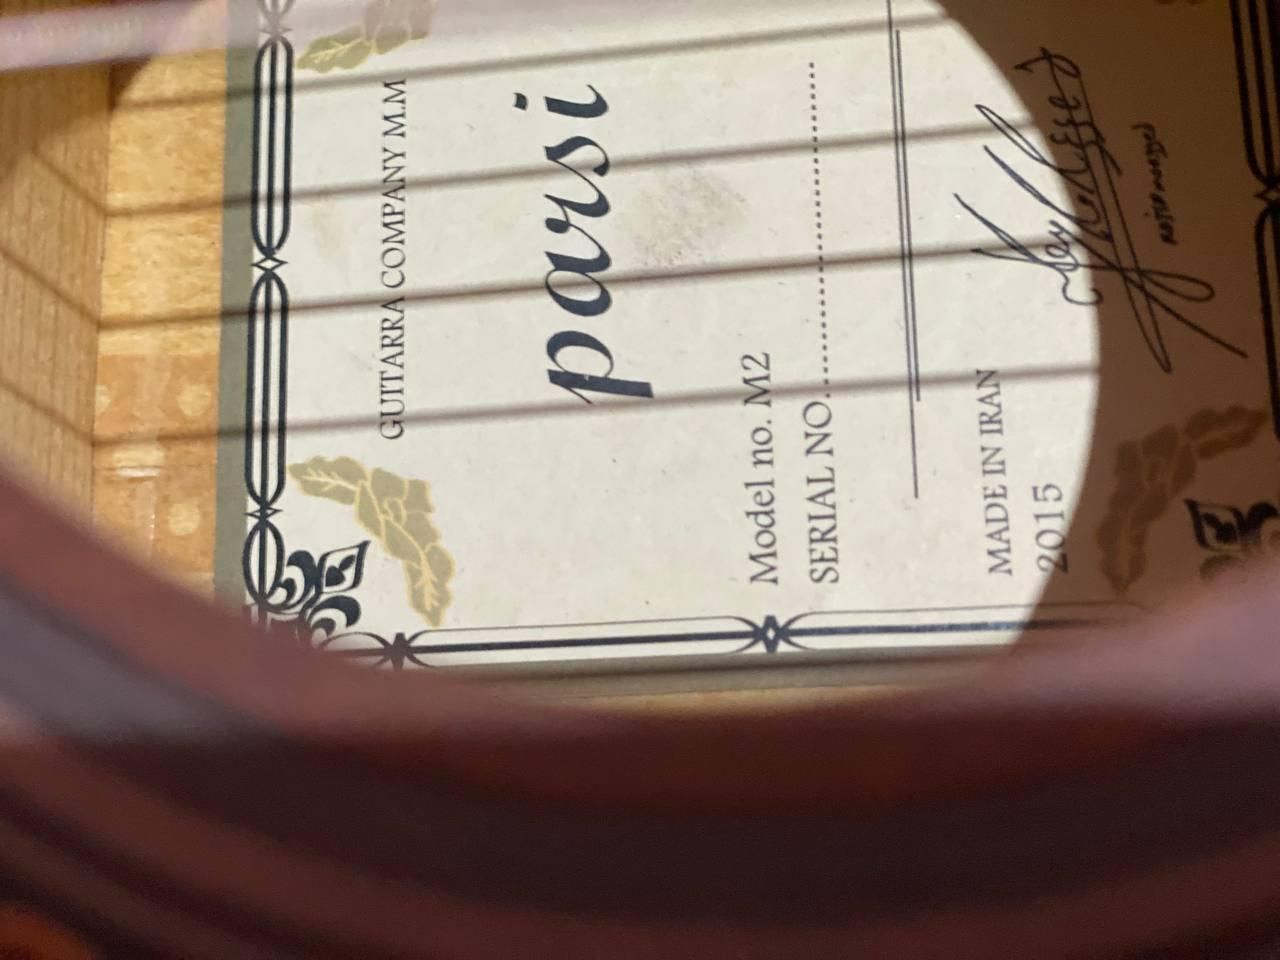 GUITARRA COMPANY M.M
parsi
Model no. M2
SERIAL NO.
MADE IN IRAN
2015